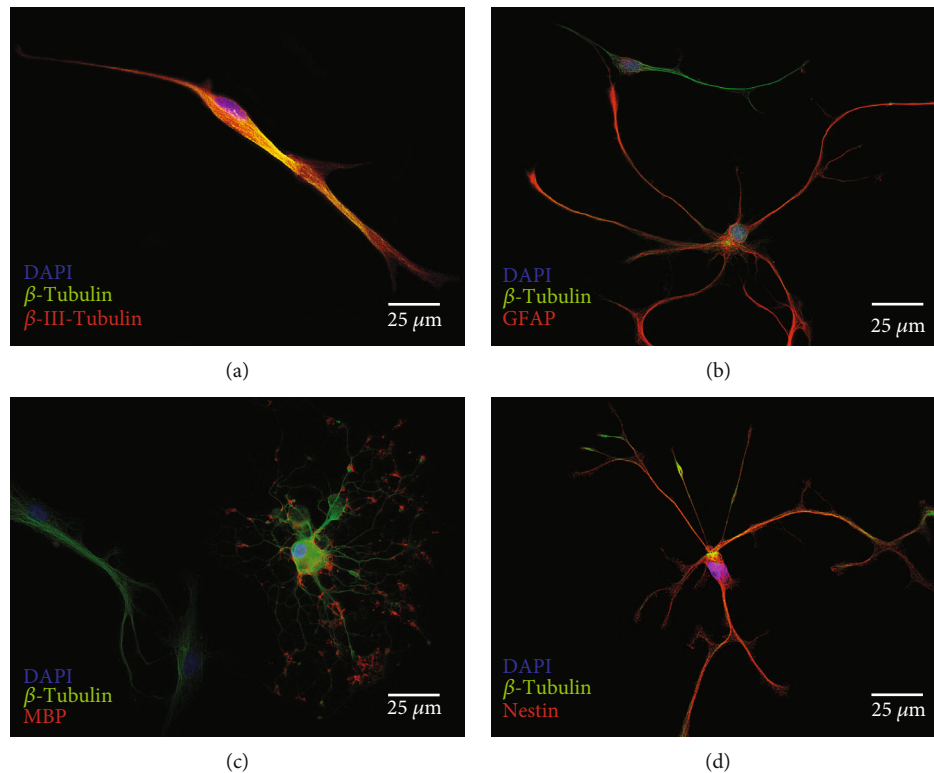 DAPI
β-Tubulin
β-III-Tubulin
25 μm
(a)
DAPI
β-Tubulin
GFAP
25 μm
(b)
DAPI
β-Tubulin
MBP
25 μm
(c)
DAPI
β-Tubulin
Nestin
25 μm
(d)